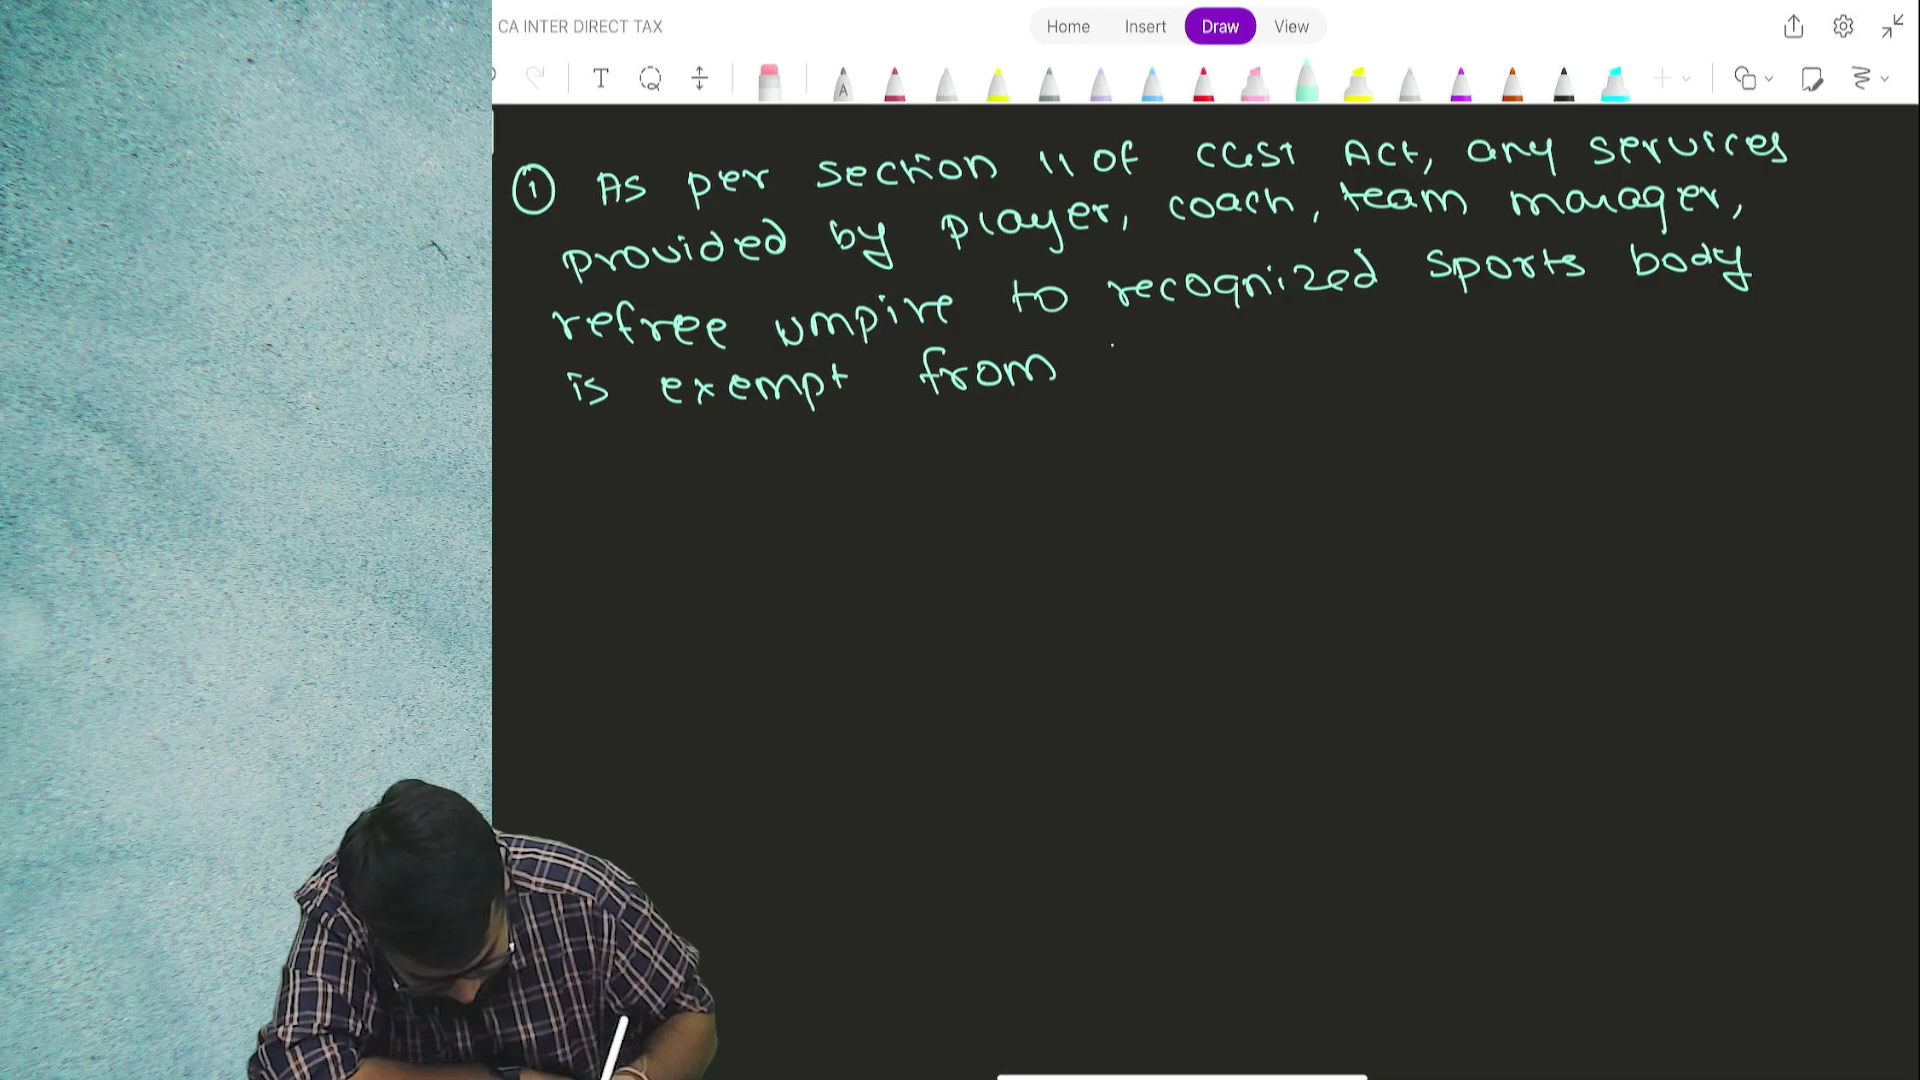 CA INTER DIRECT TAX
Home Insert Draw View
T
A
① As per section 11 of CGST Act, any services
provided by player, coach, team manager,
refree umpire to recognized sports body
is exempt from